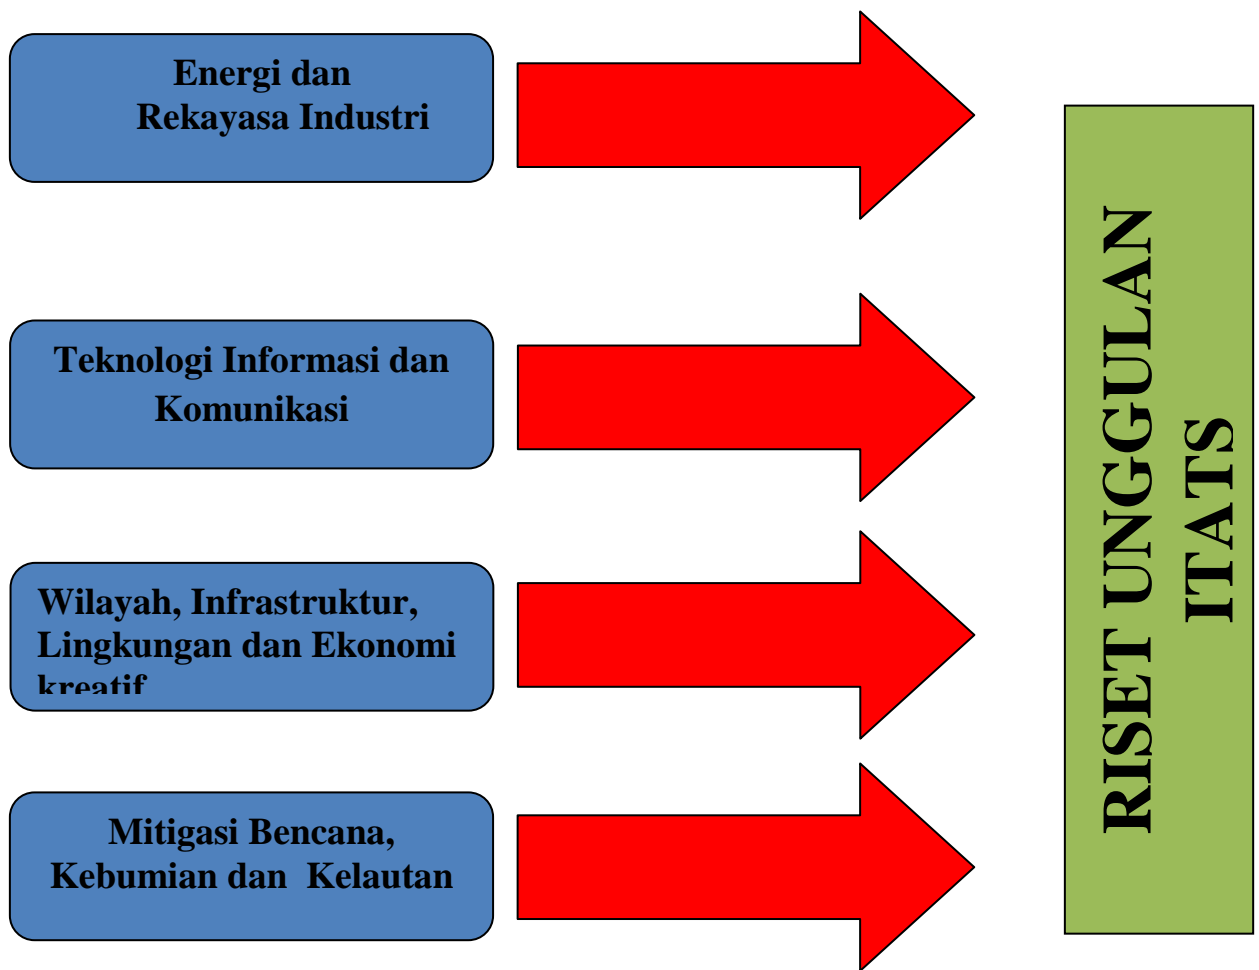 Energi dan
Rekayasa Industri
Teknologi Informasi dan
Komunikasi
Wilayah, Infrastruktur,
Lingkungan dan Ekonomi
kreatif
Mitigasi Bencana,
Kebumian dan Kelautan
RISET UNGGULAN
ITATS